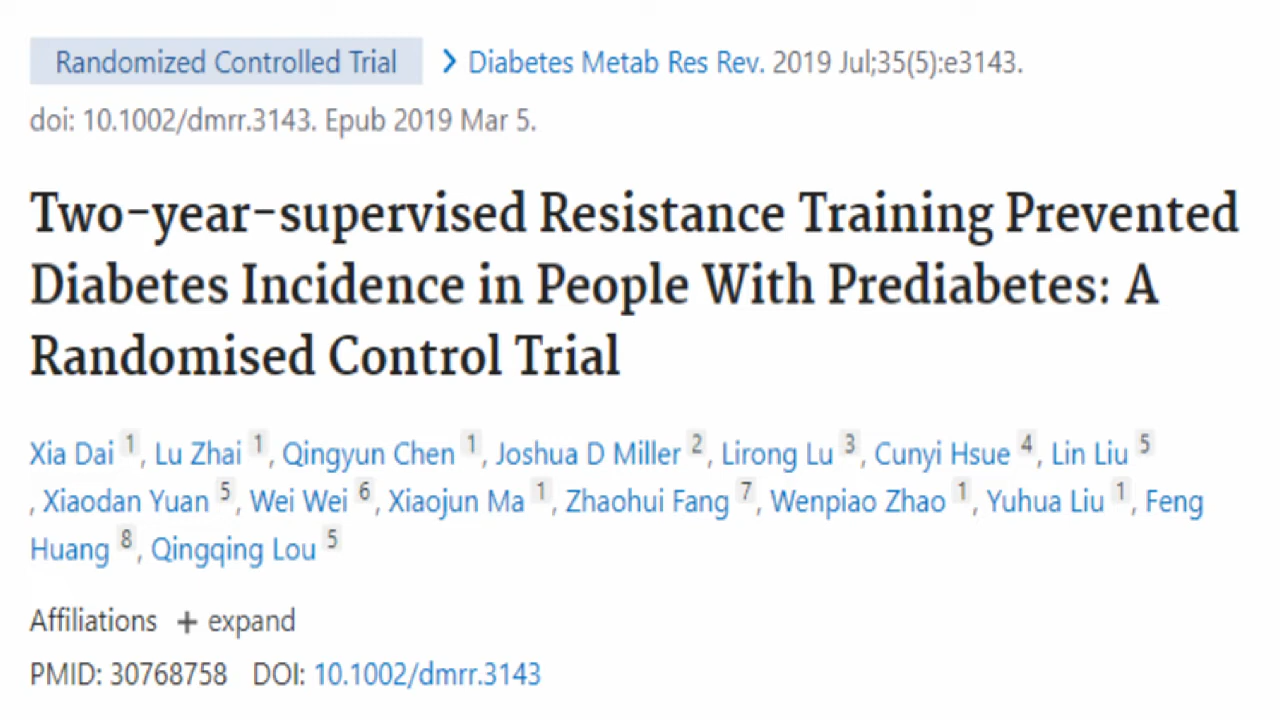 Randomized Controlled Trial > Diabetes Metab Res Rev. 2019 Jul;35(5):e3143.
doi: 10.1002/dmrr.3143. Epub 2019 Mar 5.
Two-year-supervised Resistance Training Prevented
Diabetes Incidence in People With Prediabetes: A
Randomised Control Trial
Xia Dai 1, Lu Zhai 1, Qingyun Chen 1, Joshua D Miller 2, Lirong Lu 3, Cunyi Hsue 4, Lin Liu 5
, Xiaodan Yuan 5, Wei Wei 6, Xiaojun Ma 1, Zhaohui Fang 7, Wenpiao Zhao 1, Yuhua Liu 1, Feng
Huang 8, Qingqing Lou 5
Affiliations + expand
PMID: 30768758 DOI: 10.1002/dmrr.3143